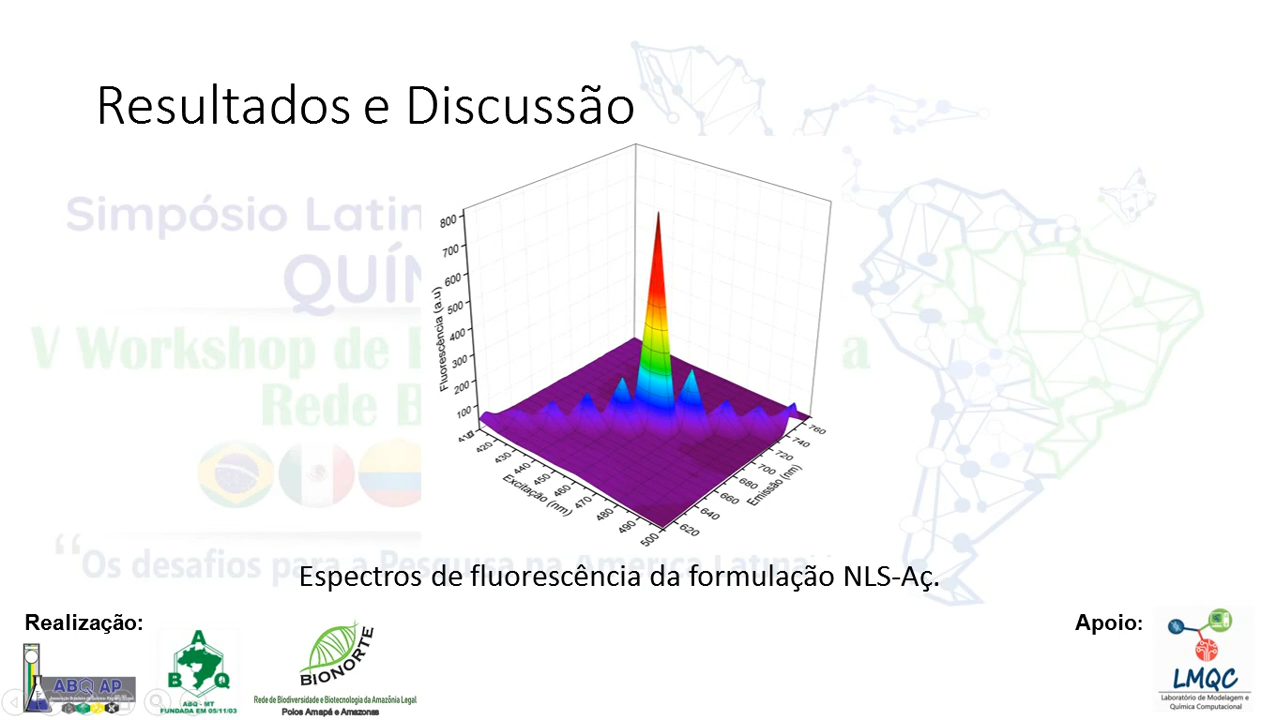 Resultados e Discussão
Simpósio Latin
QUÍN
V Workshop de
a
Rede B
800
700
600
500
400
300
200
100
Fluorescência (a.u)
410
420
430
440
450
460
470
480
490
500
Excitação (nm)
620
640
660
680
700
720
740
760
Emissão (nm)
“Os desafios para a Pesquisa na América Latina
Espectros de fluorescência da formulação NLS-Aç.
Realização:
Apoio:
ABQ AP
A
B Q
ABQ - MT
FUNDADA EM 05/11/03
BIONORTE
Rede de Biodiversidade e Biotecnologia da Amazônia Legal
Polos Amapá e Amazonas
LMQC
Laboratório de Modelagem e
Química Computacional